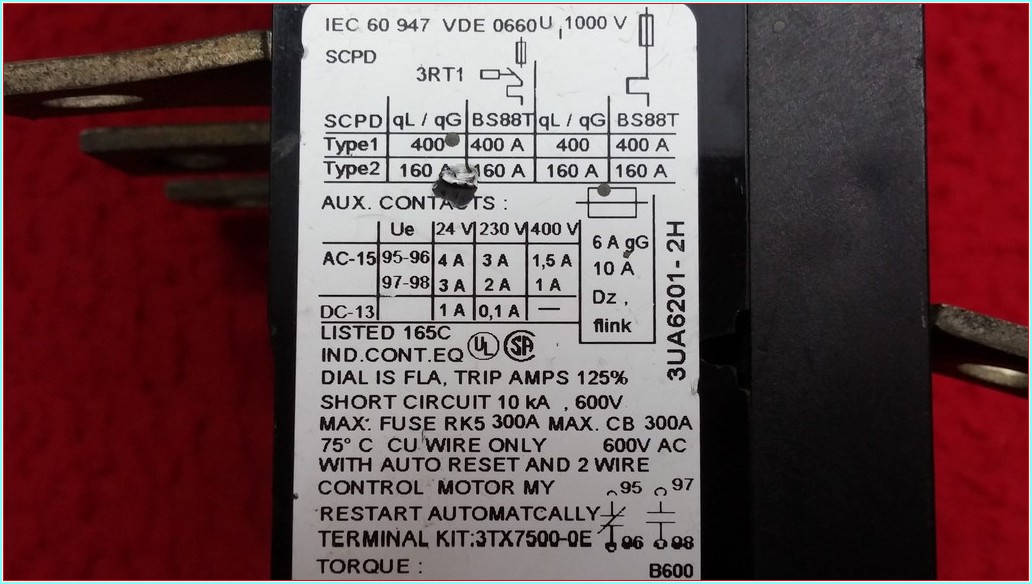 IEC 60 947 VDE 0660 U 1000 V
SCPD
3RT1
SCPD qL / qG BS88T qL / qG BS88T
Type1 400 400 A 400 400 A
Type2 160 A 160 A 160 A 160 A
AUX. CONTACTS :
Ue 24 V 230 V 400 V
AC-15 95-96 4 A 3 A 1,5 A
97-98 3 A 2 A 1 A
DC-13 1 A 0,1 A —
6 A gG
10 A
Dz ,
flink
3UA6201-2H
LISTED 165C
IND.CONT.EQ UL SA
DIAL IS FLA, TRIP AMPS 125%
SHORT CIRCUIT 10 kA , 600V
MAX: FUSE RK5 300A MAX. CB 300A
75° C CU WIRE ONLY 600V AC
WITH AUTO RESET AND 2 WIRE
CONTROL MOTOR MY 95 97
RESTART AUTOMATCALLY
TERMINAL KIT:3TX7500-0E 96 98
TORQUE : B600